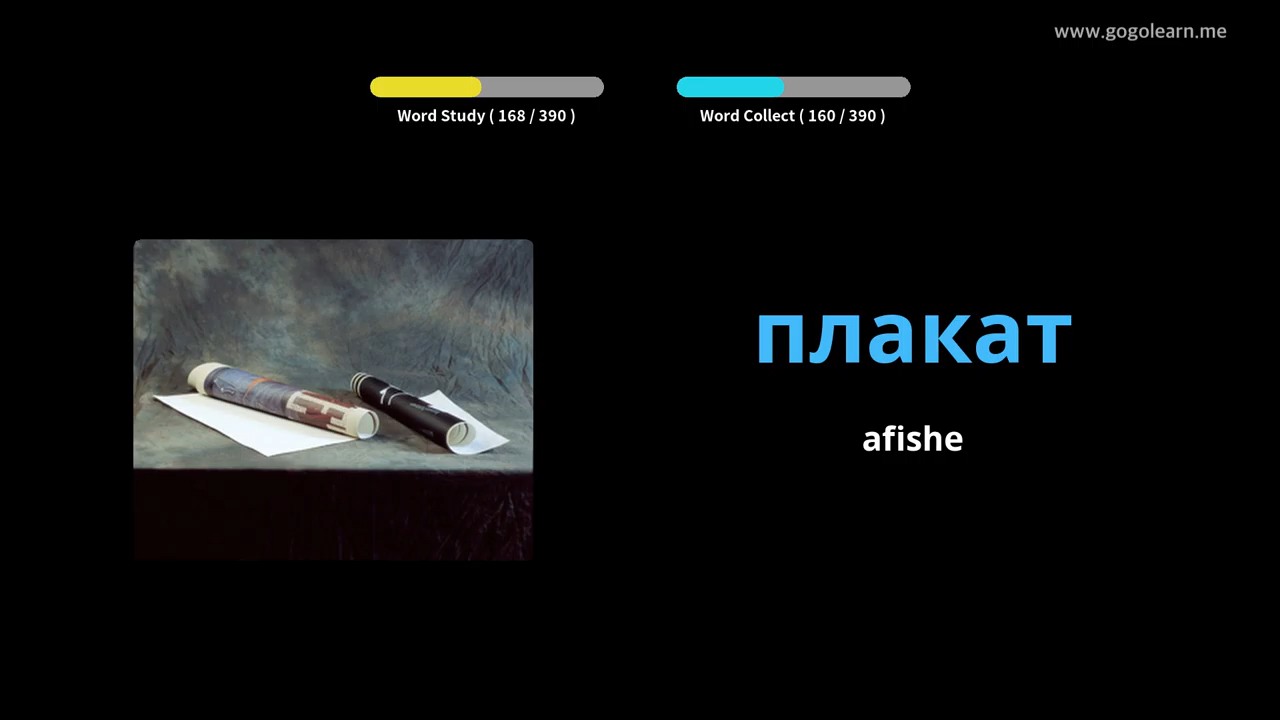 www.gogolearn.me
Word Study ( 168 / 390 )
Word Collect ( 160 / 390 )
плакат
afishe